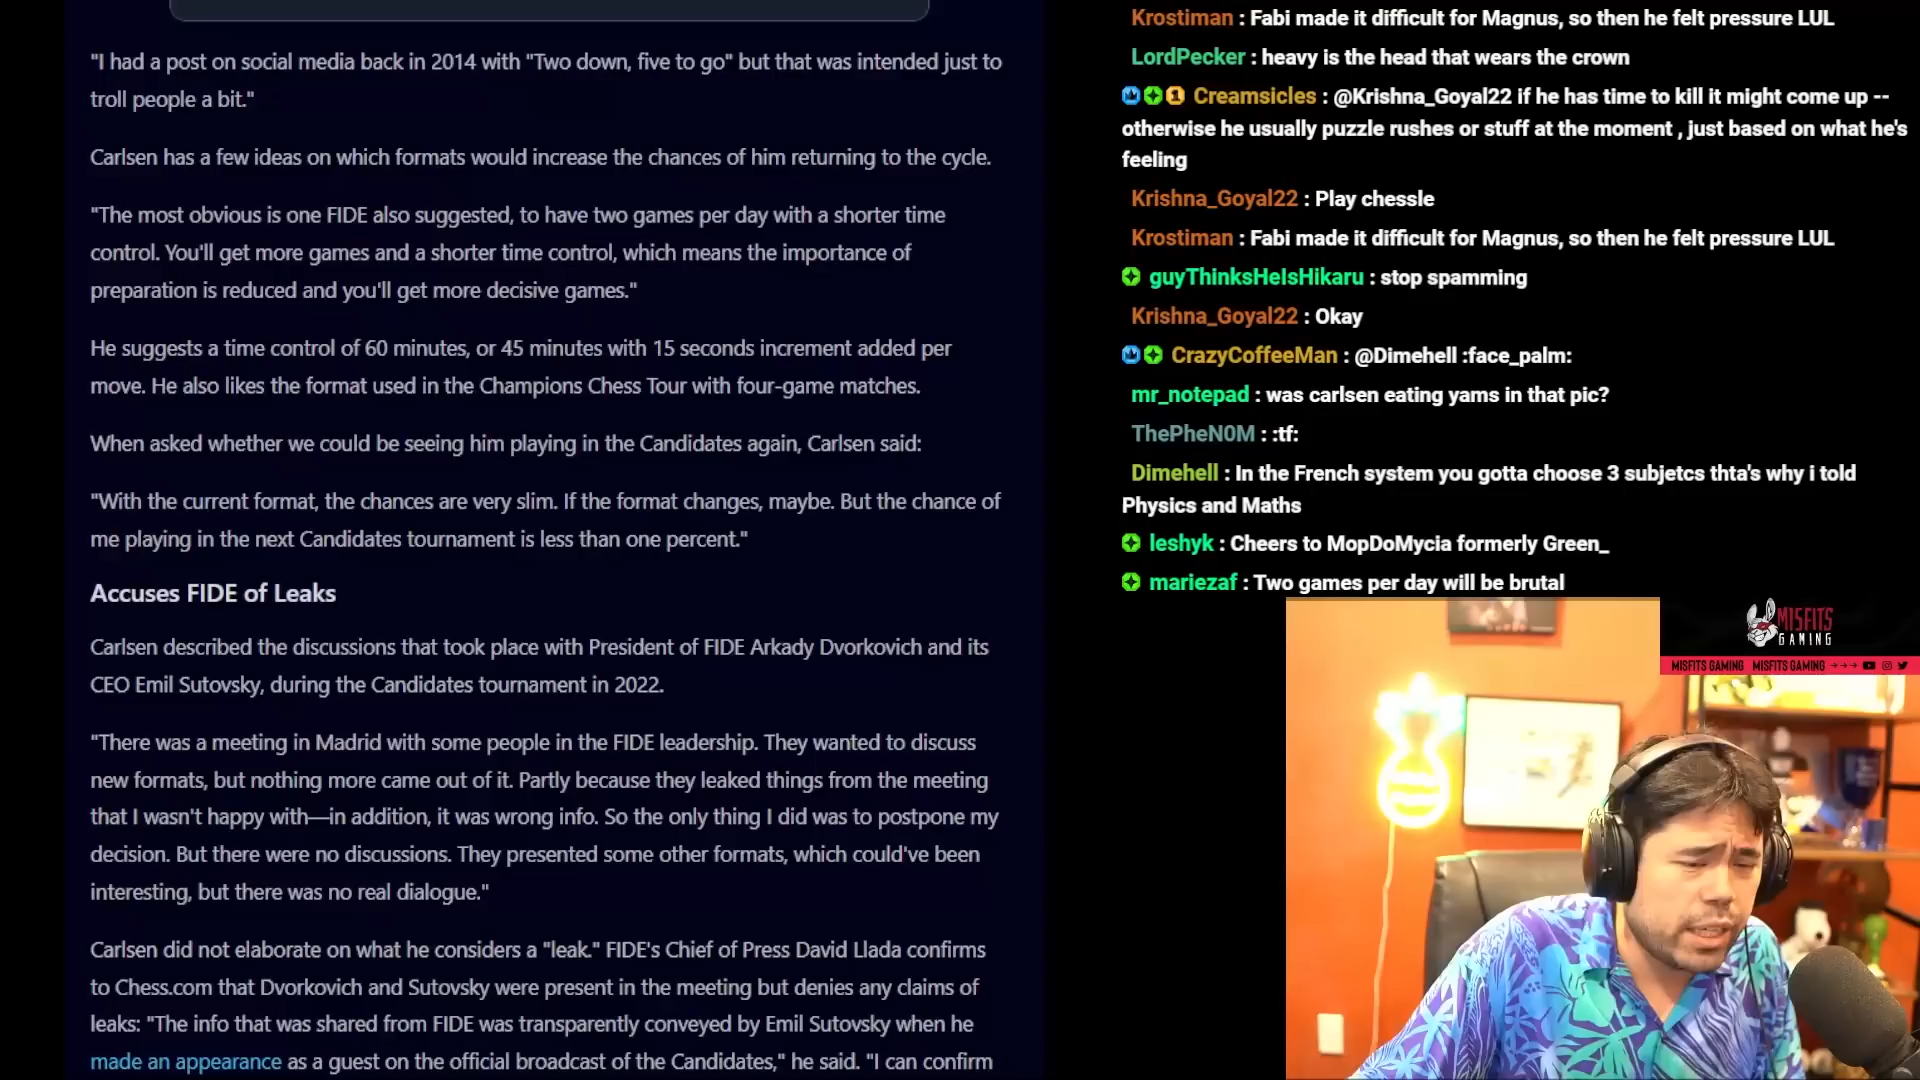 "I had a post on social media back in 2014 with "Two down, five to go" but that was intended just to
troll people a bit."
Carlsen has a few ideas on which formats would increase the chances of him returning to the cycle.
"The most obvious is one FIDE also suggested, to have two games per day with a shorter time
control. You'll get more games and a shorter time control, which means the importance of
preparation is reduced and you'll get more decisive games."
He suggests a time control of 60 minutes, or 45 minutes with 15 seconds increment added per
move. He also likes the format used in the Champions Chess Tour with four-game matches.
When asked whether we could be seeing him playing in the Candidates again, Carlsen said:
"With the current format, the chances are very slim. If the format changes, maybe. But the chance of
me playing in the next Candidates tournament is less than one percent."
Accuses FIDE of Leaks
Carlsen described the discussions that took place with President of FIDE Arkady Dvorkovich and its
CEO Emil Sutovsky, during the Candidates tournament in 2022.
"There was a meeting in Madrid with some people in the FIDE leadership. They wanted to discuss
new formats, but nothing more came out of it. Partly because they leaked things from the meeting
that I wasn't happy with—in addition, it was wrong info. So the only thing I did was to postpone my
decision. But there were no discussions. They presented some other formats, which could've been
interesting, but there was no real dialogue."
Carlsen did not elaborate on what he considers a "leak." FIDE's Chief of Press David Llada confirms
to Chess.com that Dvorkovich and Sutovsky were present in the meeting but denies any claims of
leaks: "The info that was shared from FIDE was transparently conveyed by Emil Sutovsky when he
made an appearance as a guest on the official broadcast of the Candidates," he said. "I can confirm
Krostiman : Fabi made it difficult for Magnus, so then he felt pressure LUL
LordPecker : heavy is the head that wears the crown
1 Creamsicles : @Krishna_Goyal22 if he has time to kill it might come up --
otherwise he usually puzzle rushes or stuff at the moment , just based on what he's
feeling
Krishna_Goyal22 : Play chessle
Krostiman : Fabi made it difficult for Magnus, so then he felt pressure LUL
guyThinksHeIsHikaru : stop spamming
Krishna_Goyal22 : Okay
CrazyCoffeeMan : @Dimehell :face_palm:
mr_notepad : was carlsen eating yams in that pic?
ThePheN0M : :tf:
Dimehell : In the French system you gotta choose 3 subjetcs thta's why i told
Physics and Maths
leshyk : Cheers to MopDoMycia formerly Green_
mariezaf : Two games per day will be brutal
MISFITS
GAMING
MISFITS GAMING MISFITS GAMING →→→